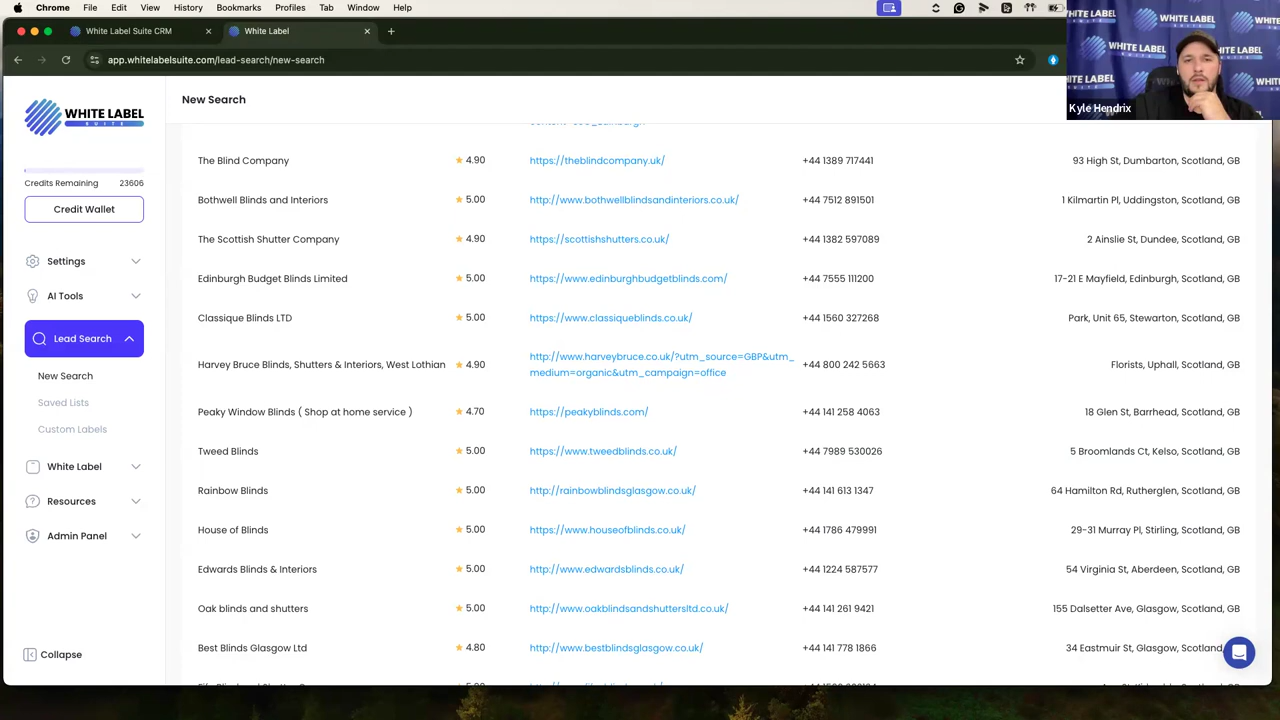 Chrome File Edit View History Bookmarks Profiles Tab Window Help
White Label Suite CRM
White Label
app.whitelabelsuite.com/lead-search/new-search
WHITE LABEL
SUITE
New Search
Kyle Hendrix
Credits Remaining 23606
Credit Wallet
Settings
AI Tools
Lead Search
New Search
Saved Lists
Custom Labels
White Label
Resources
Admin Panel
Collapse
The Blind Company 4.90 https://theblindcompany.uk/ +44 1389 717441 93 High St, Dumbarton, Scotland, GB
Bothwell Blinds and Interiors 5.00 http://www.bothwellblindsandinteriors.co.uk/ +44 7512 891501 1 Kilmartin Pl, Uddingston, Scotland, GB
The Scottish Shutter Company 4.90 https://scottishshutters.co.uk/ +44 1382 597089 2 Ainslie St, Dundee, Scotland, GB
Edinburgh Budget Blinds Limited 5.00 https://www.edinburghbudgetblinds.com/ +44 7555 111200 17-21 E Mayfield, Edinburgh, Scotland, GB
Classique Blinds LTD 5.00 https://www.classiqueblinds.co.uk/ +44 1560 327268 Park, Unit 65, Stewarton, Scotland, GB
Harvey Bruce Blinds, Shutters & Interiors, West Lothian 4.90 http://www.harveybruce.co.uk/?utm_source=GBP&utm_
medium=organic&utm_campaign=office +44 800 242 5663 Florists, Uphall, Scotland, GB
Peaky Window Blinds ( Shop at home service ) 4.70 https://peakyblinds.com/ +44 141 258 4063 18 Glen St, Barrhead, Scotland, GB
Tweed Blinds 5.00 https://www.tweedblinds.co.uk/ +44 7989 530026 5 Broomlands Ct, Kelso, Scotland, GB
Rainbow Blinds 5.00 http://rainbowblindsglasgow.co.uk/ +44 141 613 1347 64 Hamilton Rd, Rutherglen, Scotland, GB
House of Blinds 5.00 https://www.houseofblinds.co.uk/ +44 1786 479991 29-31 Murray Pl, Stirling, Scotland, GB
Edwards Blinds & Interiors 5.00 http://www.edwardsblinds.co.uk/ +44 1224 587577 54 Virginia St, Aberdeen, Scotland, GB
Oak blinds and shutters 5.00 http://www.oakblindsandshuttersltd.co.uk/ +44 141 261 9421 155 Dalsetter Ave, Glasgow, Scotland, GB
Best Blinds Glasgow Ltd 4.80 http://www.bestblindsglasgow.co.uk/ +44 141 778 1866 34 Eastmuir St, Glasgow, Scotland,